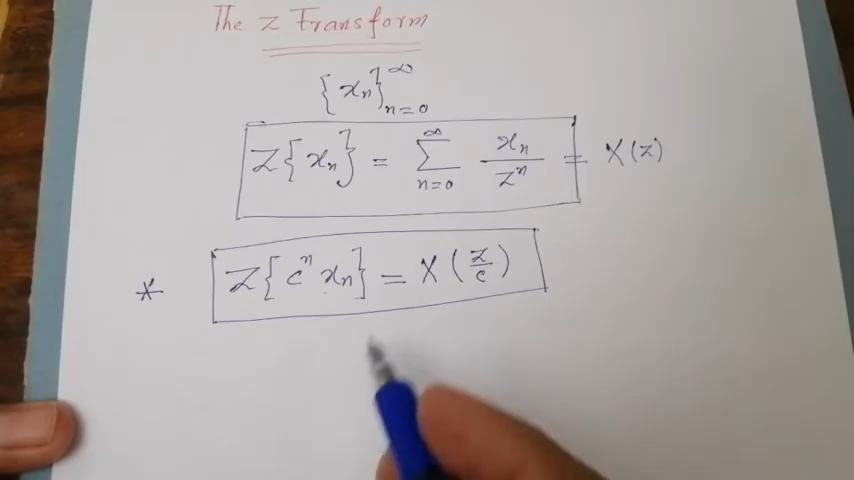 The Z Transform
{xₙ}ₙ₌₀^∞
Z{xₙ} = ∑ₙ₌₀^∞ xₙ/zⁿ = X(z)
* Z{cⁿ xₙ} = X(z/c)